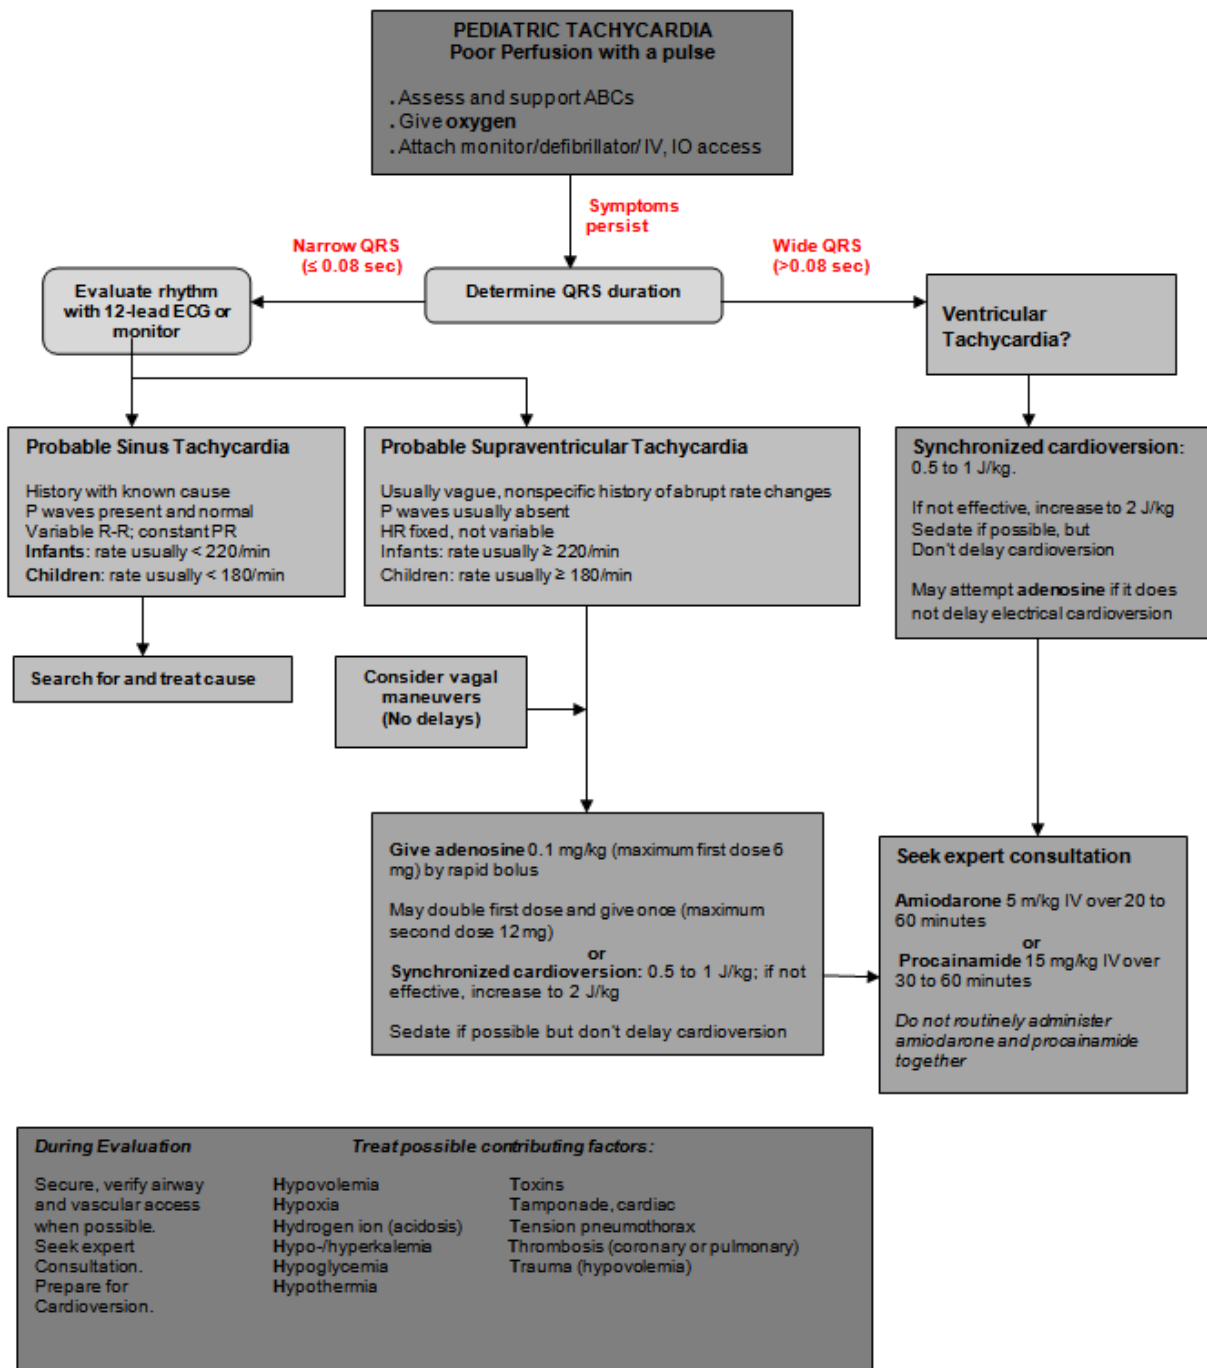 PEDIATRIC TACHYCARDIA
Poor Perfusion with a pulse
. Assess and support ABCs
. Give oxygen
. Attach monitor/defibrillator/ IV, IO access
Symptoms
persist
Narrow QRS
(≤ 0.08 sec)
Wide QRS
(>0.08 sec)
Evaluate rhythm
with 12-lead ECG or
monitor
Determine QRS duration
Ventricular
Tachycardia?
Probable Sinus Tachycardia
History with known cause
P waves present and normal
Variable R-R; constant PR
Infants: rate usually < 220/min
Children: rate usually < 180/min
Probable Supraventricular Tachycardia
Usually vague, nonspecific history of abrupt rate changes
P waves usually absent
HR fixed, not variable
Infants: rate usually ≥ 220/min
Children: rate usually ≥ 180/min
Synchronized cardioversion:
0.5 to 1 J/kg.
If not effective, increase to 2 J/kg
Sedate if possible, but
Don't delay cardioversion
May attempt adenosine if it does
not delay electrical cardioversion
Search for and treat cause
Consider vagal
maneuvers
(No delays)
Give adenosine 0.1 mg/kg (maximum first dose 6
mg) by rapid bolus
May double first dose and give once (maximum
second dose 12 mg)
or
Synchronized cardioversion: 0.5 to 1 J/kg; if not
effective, increase to 2 J/kg
Sedate if possible but don't delay cardioversion
Seek expert consultation
Amiodarone 5 m/kg IV over 20 to
60 minutes
or
Procainamide 15 mg/kg IV over
30 to 60 minutes
Do not routinely administer
amiodarone and procainamide
together
During Evaluation
Secure, verify airway
and vascular access
when possible.
Seek expert
Consultation.
Prepare for
Cardioversion.
Treat possible contributing factors:
Hypovolemia
Hypoxia
Hydrogen ion (acidosis)
Hypo-/hyperkalemia
Hypoglycemia
Hypothermia
Toxins
Tamponade, cardiac
Tension pneumothorax
Thrombosis (coronary or pulmonary)
Trauma (hypovolemia)